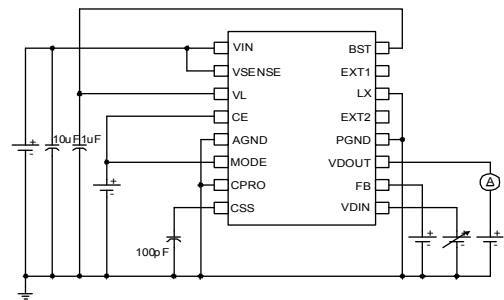 VIN
BST
VSENSE
EXT1
VL
LX
10uF
1uF
CE
EXT2
AGND
PGND
MODE
VDOUT
A
CPRO
FB
CSS
VDIN
100pF